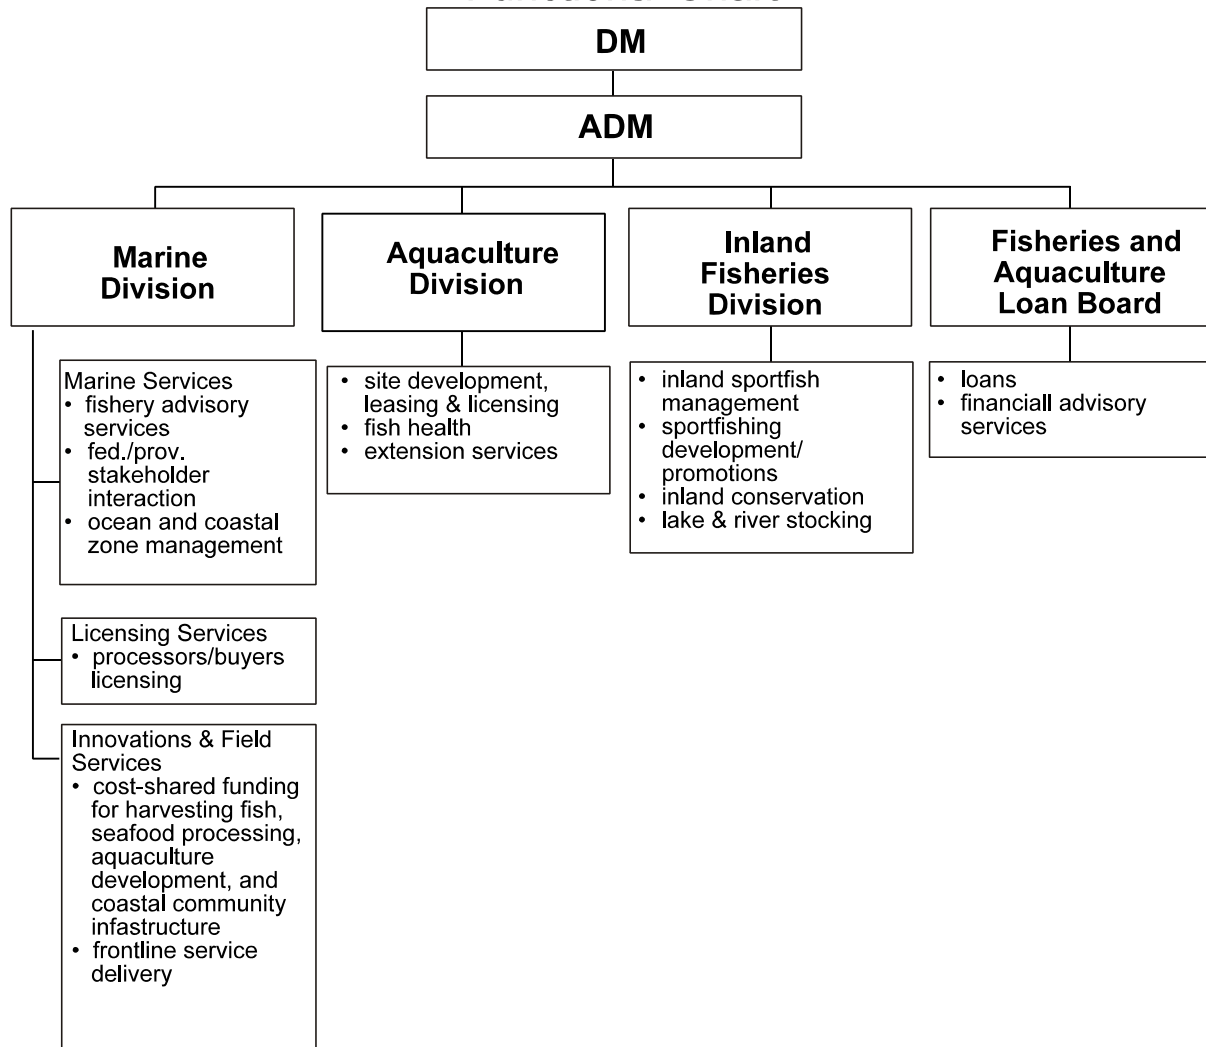 DM
ADM
Marine
Division
Aquaculture
Division
Inland
Fisheries
Division
Fisheries and
Aquaculture
Loan Board
Marine Services
• fishery advisory
services
• fed./prov.
stakeholder
interaction
• ocean and coastal
zone management
• site development,
leasing & licensing
• fish health
• extension services
• inland sportfish
management
• sportfishing
development/
promotions
• inland conservation
• lake & river stocking
• loans
• financiall advisory
services
Licensing Services
• processors/buyers
licensing
Innovations & Field
Services
• cost-shared funding
for harvesting fish,
seafood processing,
aquaculture
development, and
coastal community
infastructure
• frontline service
delivery